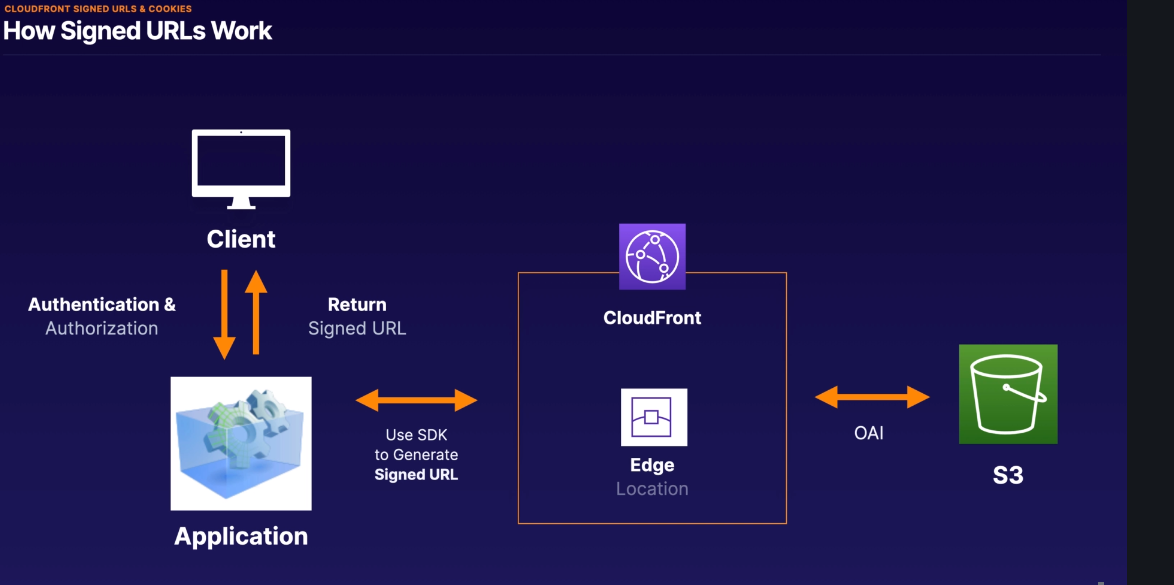 CLOUDFRONT SIGNED URLS & COOKIES
How Signed URLs Work
Client
Authentication &
Authorization
Return
Signed URL
Application
Use SDK
to Generate
Signed URL
CloudFront
Edge
Location
OAI
S3